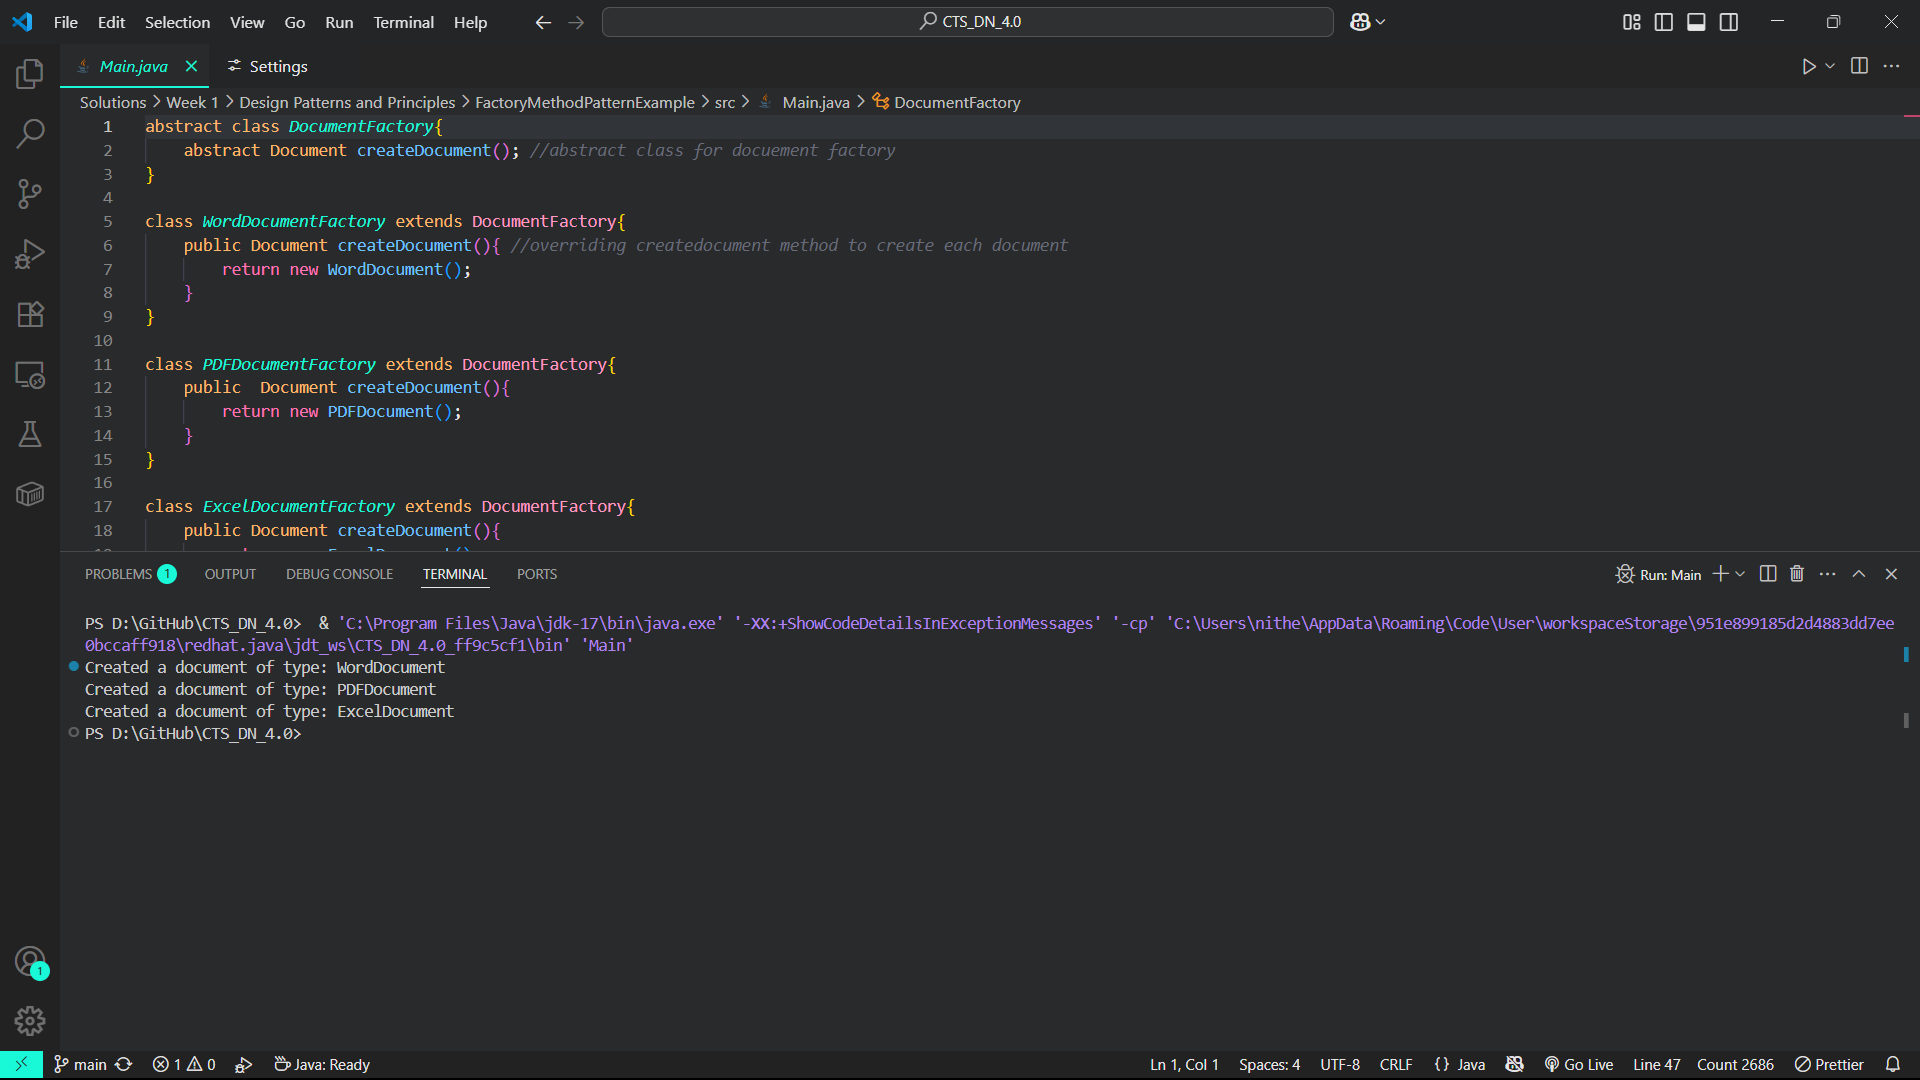 File Edit Selection View Go Run Terminal Help
CTS_DN_4.0
Main.java
Settings
Solutions > Week 1 > Design Patterns and Principles > FactoryMethodPatternExample > src > Main.java > DocumentFactory
1 abstract class DocumentFactory{
2 abstract Document createDocument(); //abstract class for docuement factory
3 }
4
5 class WordDocumentFactory extends DocumentFactory{
6 public Document createDocument(){ //overriding createdocument method to create each document
7 return new WordDocument();
8 }
9 }
10
11 class PDFDocumentFactory extends DocumentFactory{
12 public  Document createDocument(){
13 return new PDFDocument();
14 }
15 }
16
17 class ExcelDocumentFactory extends DocumentFactory{
18 public Document createDocument(){
PROBLEMS 1 OUTPUT DEBUG CONSOLE TERMINAL PORTS
Run: Main
PS D:\GitHub\CTS_DN_4.0>  & 'C:\Program Files\Java\jdk-17\bin\java.exe' '-XX:+ShowCodeDetailsInExceptionMessages' '-cp' 'C:\Users\nithe\AppData\Roaming\Code\User\workspaceStorage\951e899185d2d4883dd7ee
0bccaff918\redhat.java\jdt_ws\CTS_DN_4.0_ff9c5cf1\bin' 'Main'
Created a document of type: WordDocument
Created a document of type: PDFDocument
Created a document of type: ExcelDocument
PS D:\GitHub\CTS_DN_4.0>
1
main 1 0 Java: Ready Ln 1, Col 1 Spaces: 4 UTF-8 CRLF {} Java Go Live Line 47 Count 2686 Prettier